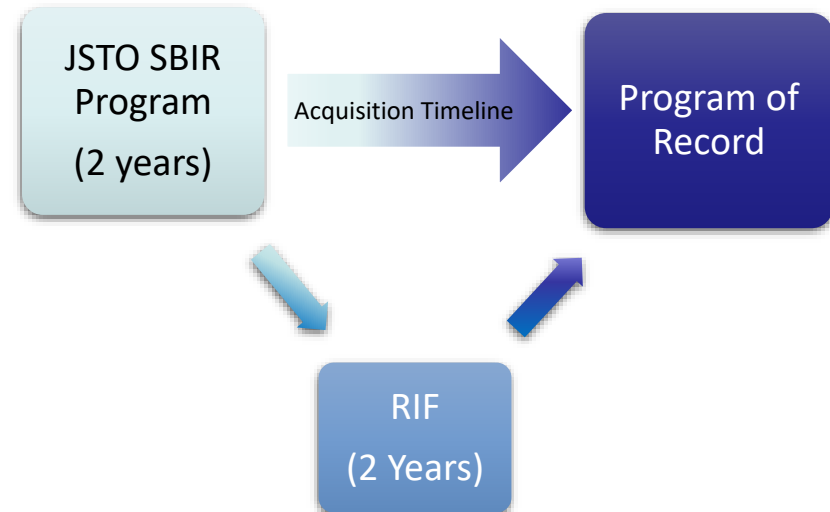 JSTO SBIR
Program
(2 years)
Acquisition Timeline
Program of
Record
RIF
(2 Years)